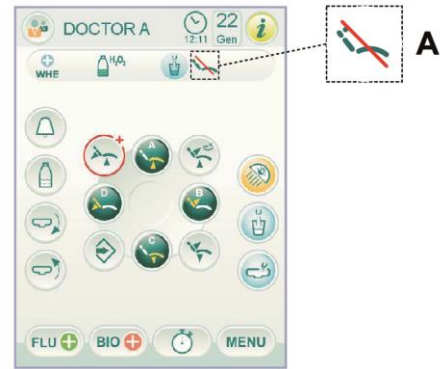 DOCTOR A
12:11
22
Gen
WHE
H₂O₂
A
A
D
B
C
FLU
BIO
MENU